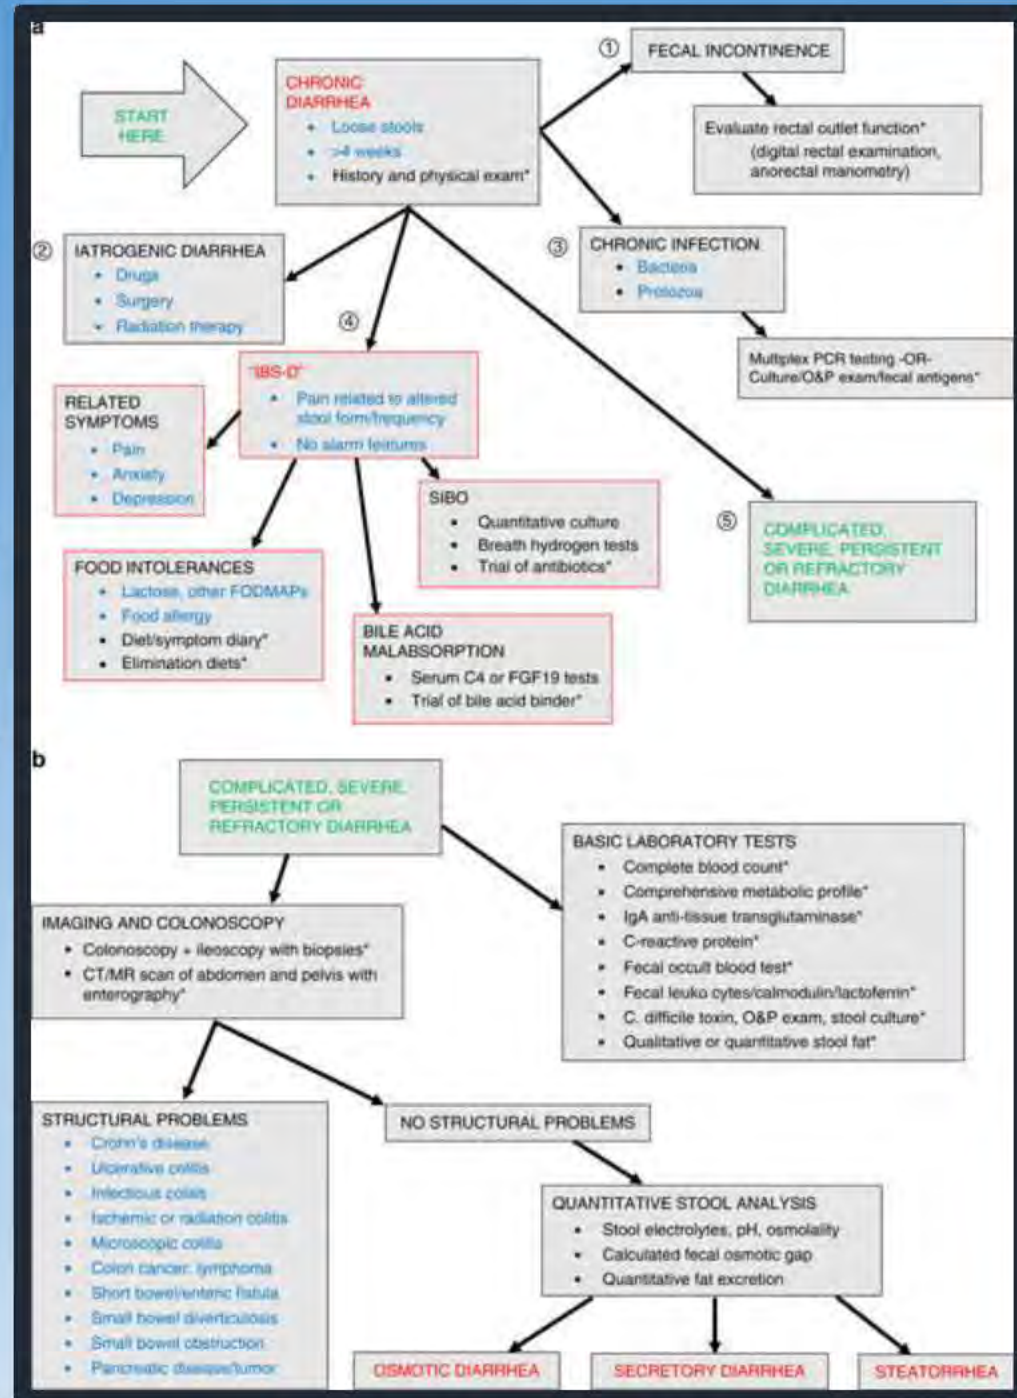 a
START
HERE
CHRONIC
DIARRHEA
• Loose stools
• >4 weeks
• History and physical exam*
①
FECAL INCONTINENCE
Evaluate rectal outlet function*
(digital rectal examination,
anorectal manometry)
②
IATROGENIC DIARRHEA
• Drugs
• Surgery
• Radiation therapy
③
CHRONIC INFECTION
• Bacteria
• Protozoa
Multiplex PCR testing -OR-
Culture/O&P exam/fecal antigens*
④
"IBS-D"
• Pain related to altered
stool form/frequency
• No alarm features
RELATED
SYMPTOMS
• Pain
• Anxiety
• Depression
SIBO
• Quantitative culture
• Breath hydrogen tests
• Trial of antibiotics*
⑤
COMPLICATED,
SEVERE, PERSISTENT
OR REFRACTORY
DIARRHEA
FOOD INTOLERANCES
• Lactose, other FODMAPs
• Food allergy
• Diet/symptom diary*
• Elimination diets*
BILE ACID
MALABSORPTION
• Serum C4 or FGF19 tests
• Trial of bile acid binder*
b
COMPLICATED, SEVERE,
PERSISTENT OR
REFRACTORY DIARRHEA
BASIC LABORATORY TESTS
• Complete blood count*
• Comprehensive metabolic profile*
• IgA anti-tissue transglutaminase*
• C-reactive protein*
• Fecal occult blood test*
• Fecal leuko cytes/calmodulin/lactoferrin*
• C. difficile toxin, O&P exam, stool culture*
• Qualitative or quantitative stool fat*
IMAGING AND COLONOSCOPY
• Colonoscopy + ileoscopy with biopsies*
• CT/MR scan of abdomen and pelvis with
enterography*
STRUCTURAL PROBLEMS
• Crohn's disease
• Ulcerative colitis
• Infectious colitis
• Ischemic or radiation colitis
• Microscopic colitis
• Colon cancer, lymphoma
• Short bowel/enteric fistula
• Small bowel diverticulosis
• Small bowel obstruction
• Pancreatic disease/tumor
NO STRUCTURAL PROBLEMS
QUANTITATIVE STOOL ANALYSIS
• Stool electrolytes, pH, osmolality
• Calculated fecal osmotic gap
• Quantitative fat excretion
OSMOTIC DIARRHEA
SECRETORY DIARRHEA
STEATORRHEA